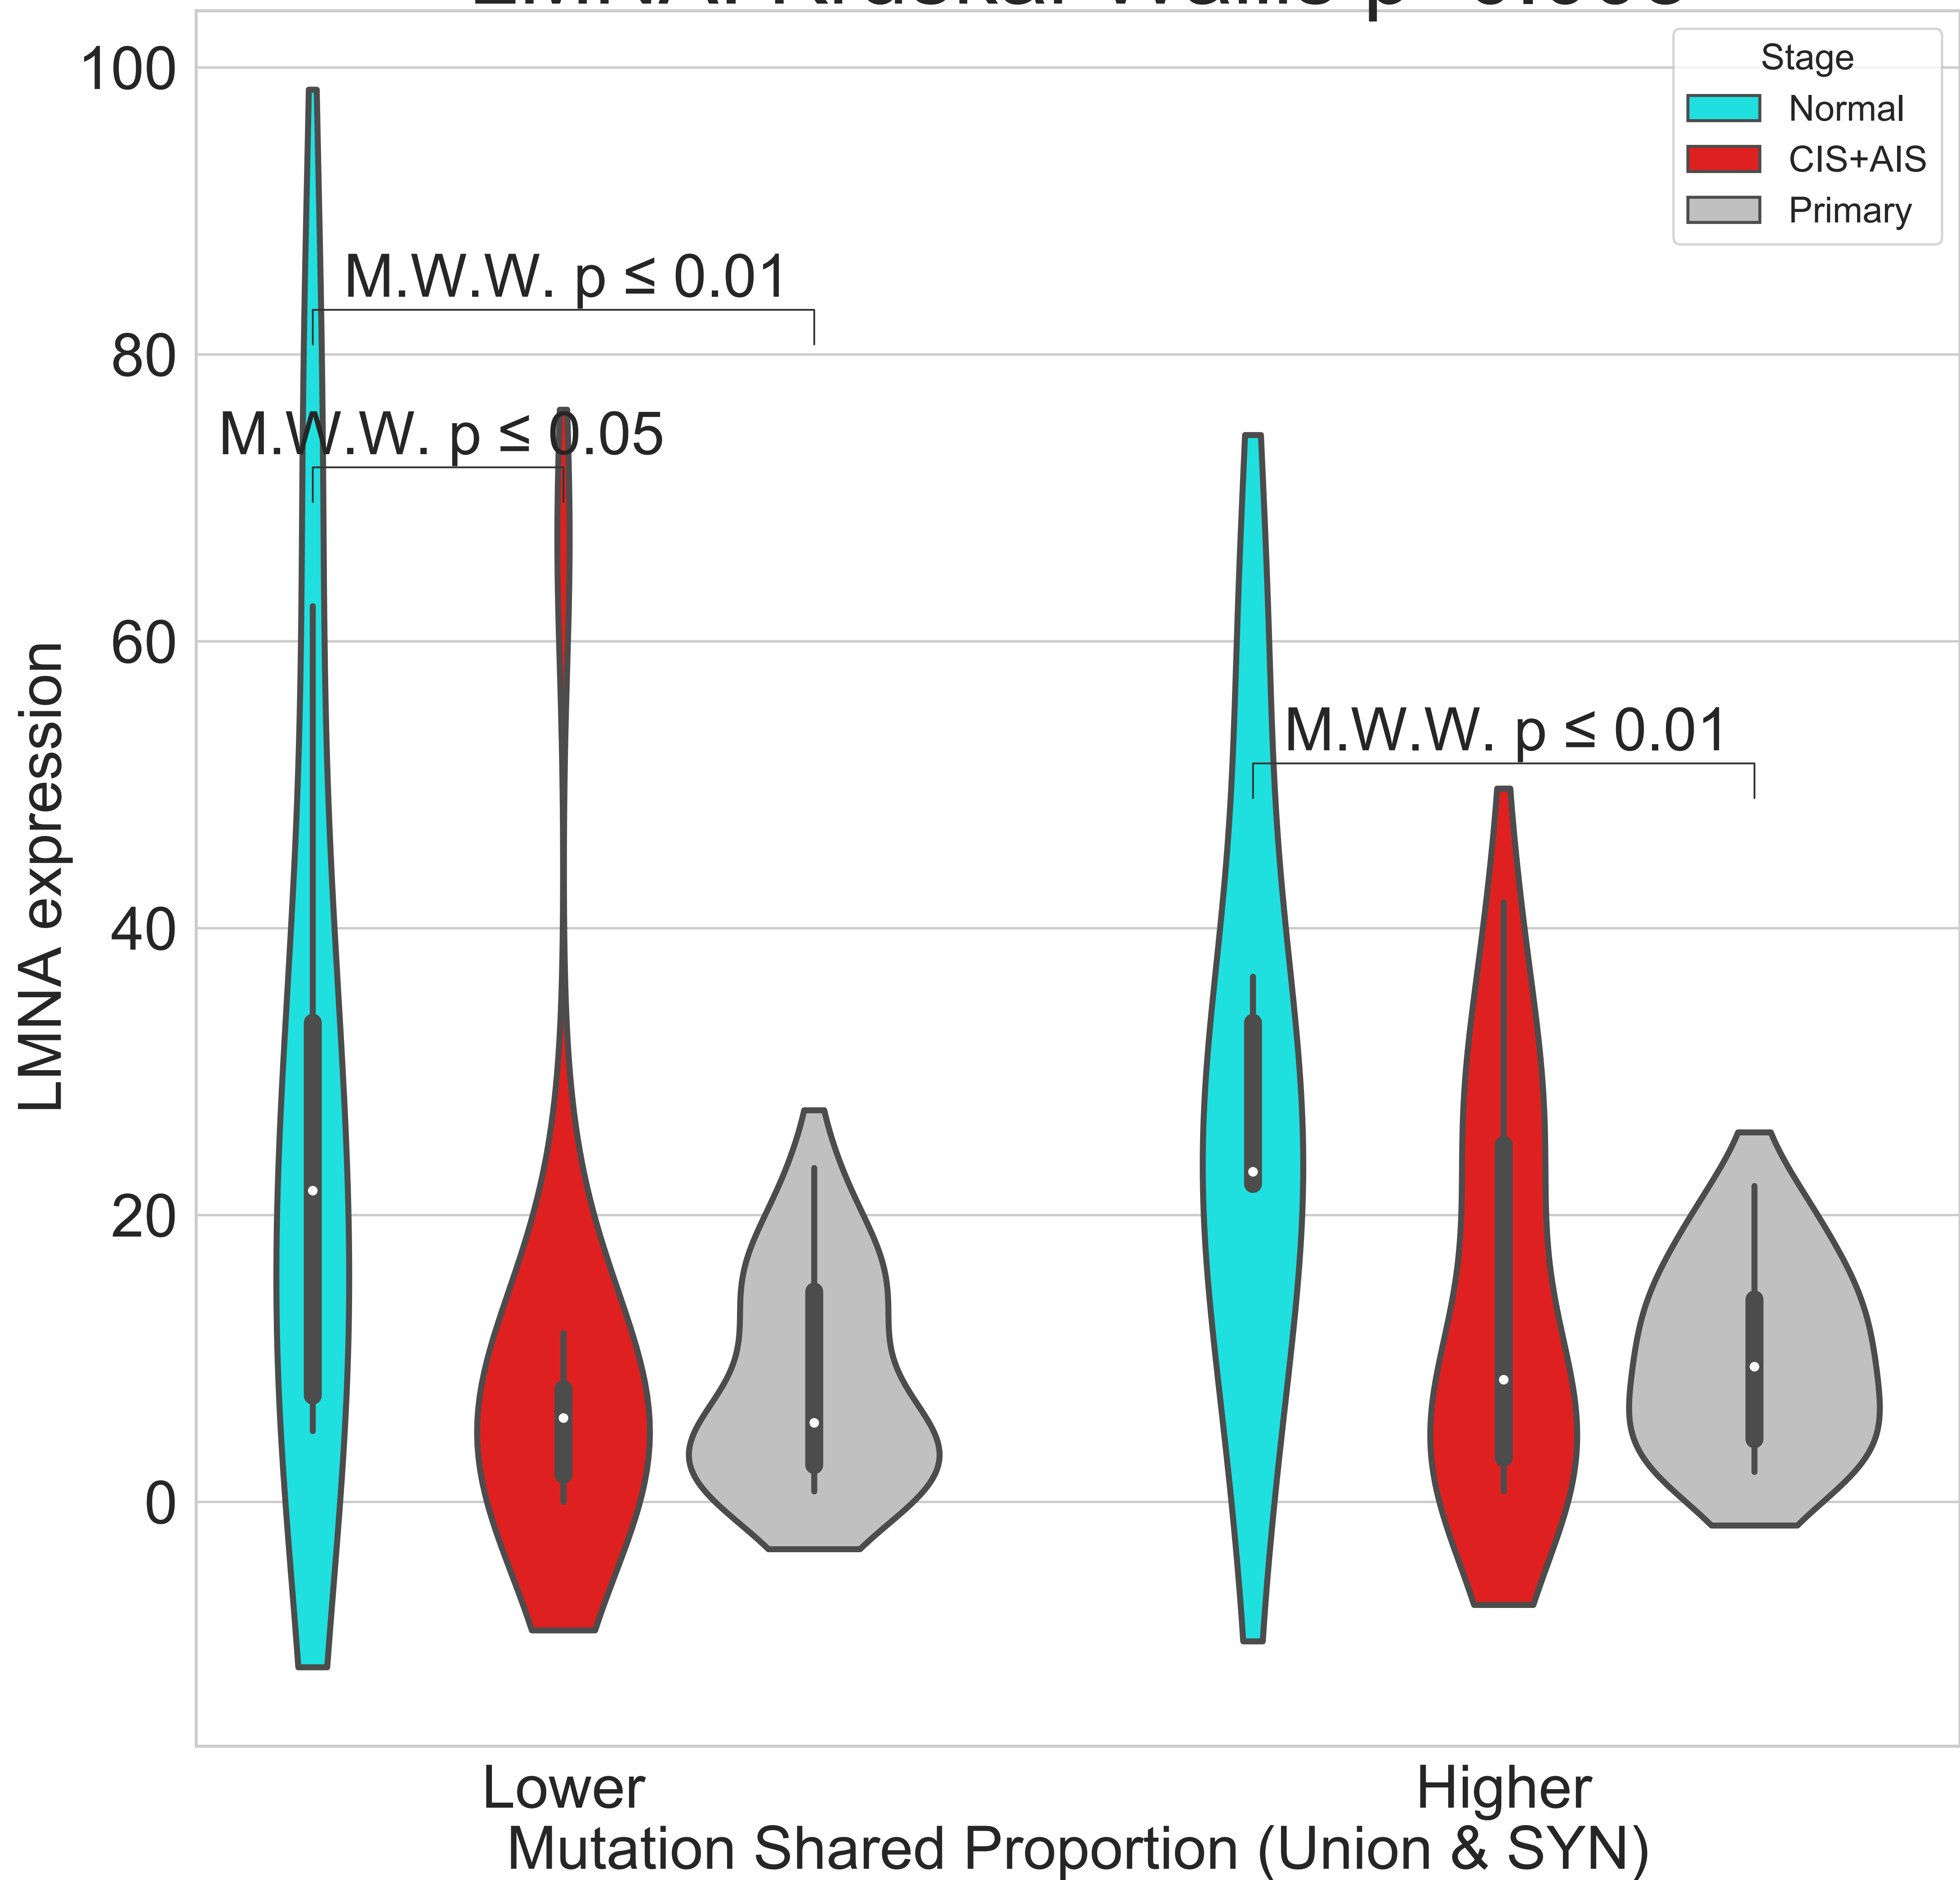 Stage
Normal
CIS+AIS
Primary
100
80
60
40
20
0
LMNA expression
M.W.W. p ≤ 0.01
M.W.W. p ≤ 0.05
M.W.W. p ≤ 0.01
Lower
Higher
Mutation Shared Proportion (Union & SYN)